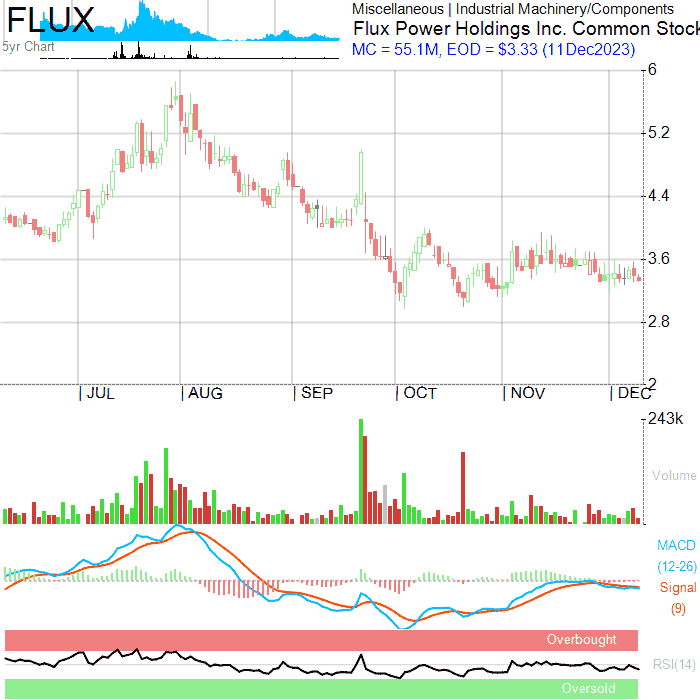 FLUX
5yr Chart
Miscellaneous | Industrial Machinery/Components
Flux Power Holdings Inc. Common Stock
MC = 55.1M, EOD = $3.33 (11Dec2023)
6
5.2
4.4
3.6
2.8
2
JUL AUG SEP OCT NOV DEC
243k
Volume
MACD
(12-26)
Signal
(9)
Overbought
RSI(14)
Oversold